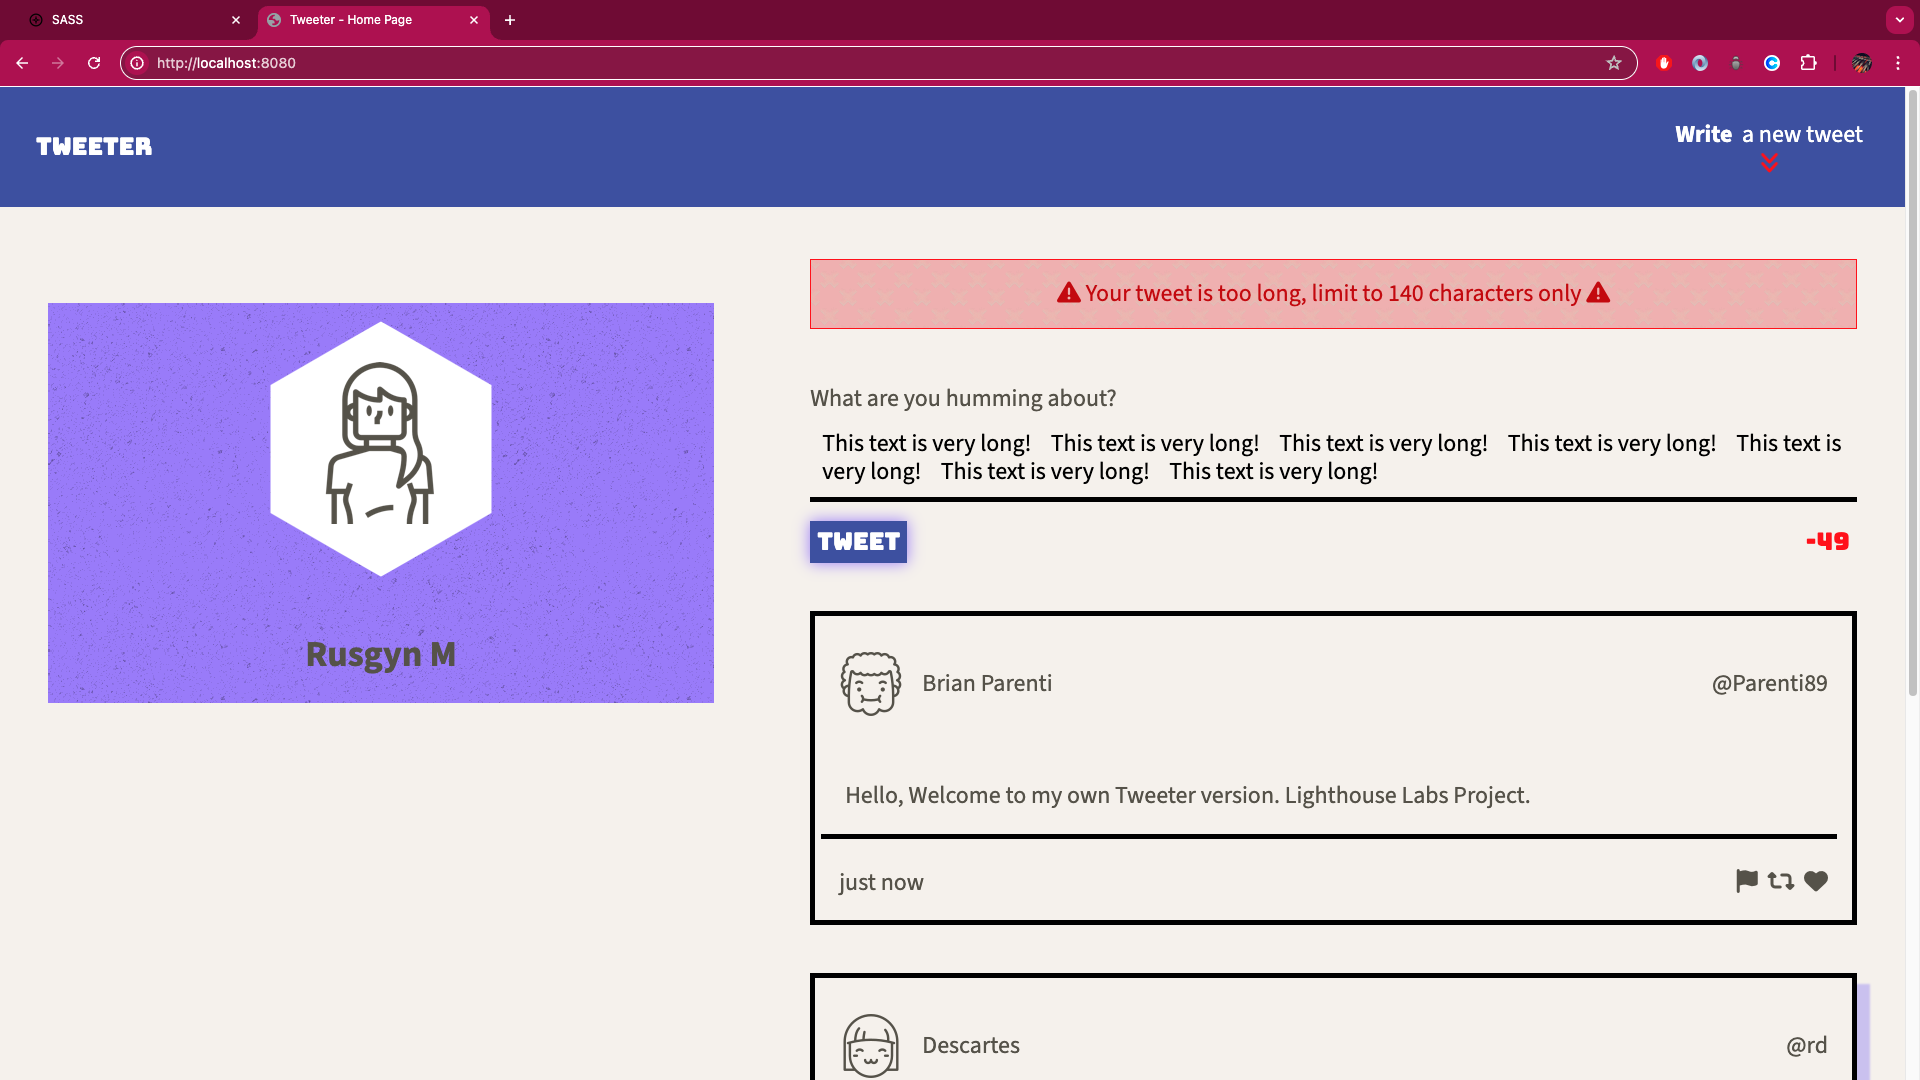 SASS
Tweeter - Home Page
http://localhost:8080
TWEETER
Write a new tweet
Your tweet is too long, limit to 140 characters only
Rusgyn M
What are you humming about?
This text is very long! This text is very long! This text is very long! This text is very long! This text is
very long! This text is very long! This text is very long!
TWEET
-49
Brian Parenti
@Parenti89
Hello, Welcome to my own Tweeter version. Lighthouse Labs Project.
just now
Descartes
@rd